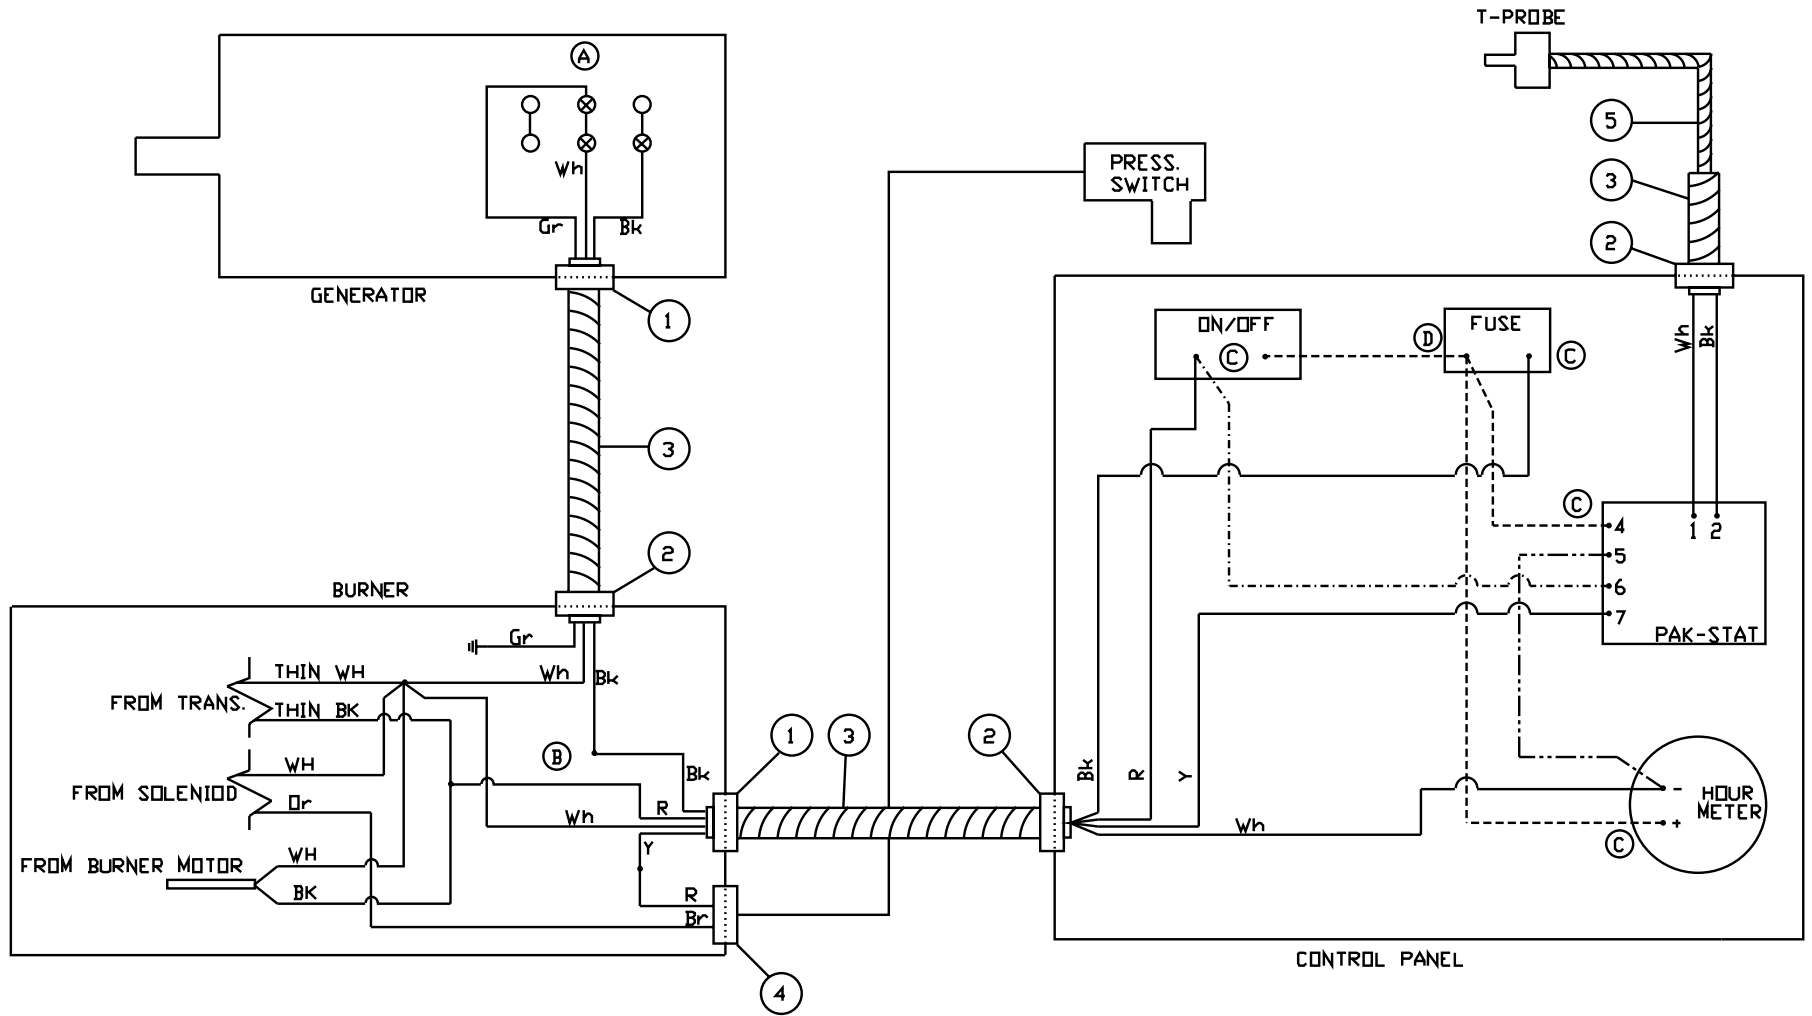 T-PROBE
A
5
PRESS.
SWITCH
3
Wh
Gr
Bk
2
GENERATOR
1
ON/OFF
C
D
FUSE
C
Wh
Bk
3
C
4
1
2
5
6
7
PAK-STAT
2
BURNER
Gr
THIN WH
Wh
Bk
FROM TRANS.
THIN BK
B
1
3
2
WH
Bk
Bk
R
Y
FROM SOLENIOD
Or
R
HOUR
METER
-
+
Wh
Wh
C
Y
FROM BURNER MOTOR
WH
BK
R
Br
CONTROL PANEL
4